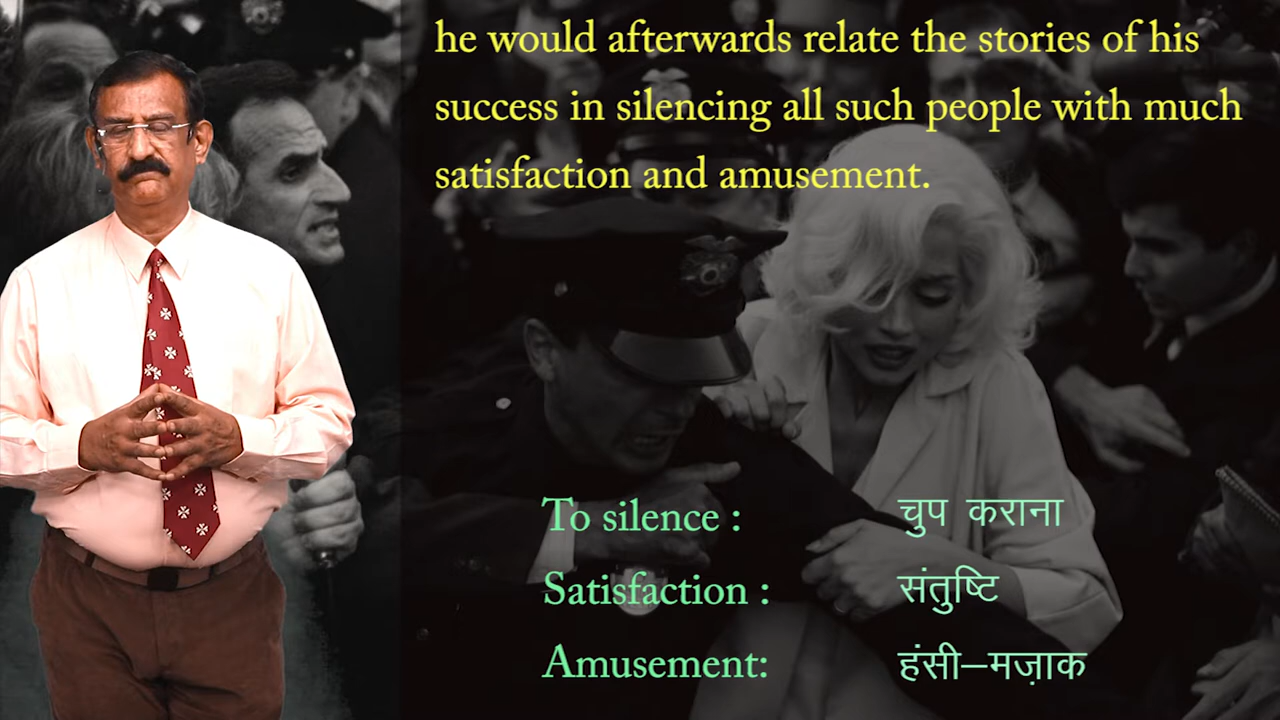 he would afterwards relate the stories of his
success in silencing all such people with much
satisfaction and amusement.
To silence : चुप कराना
Satisfaction : संतुष्टि
Amusement: हंसी–मज़ाक